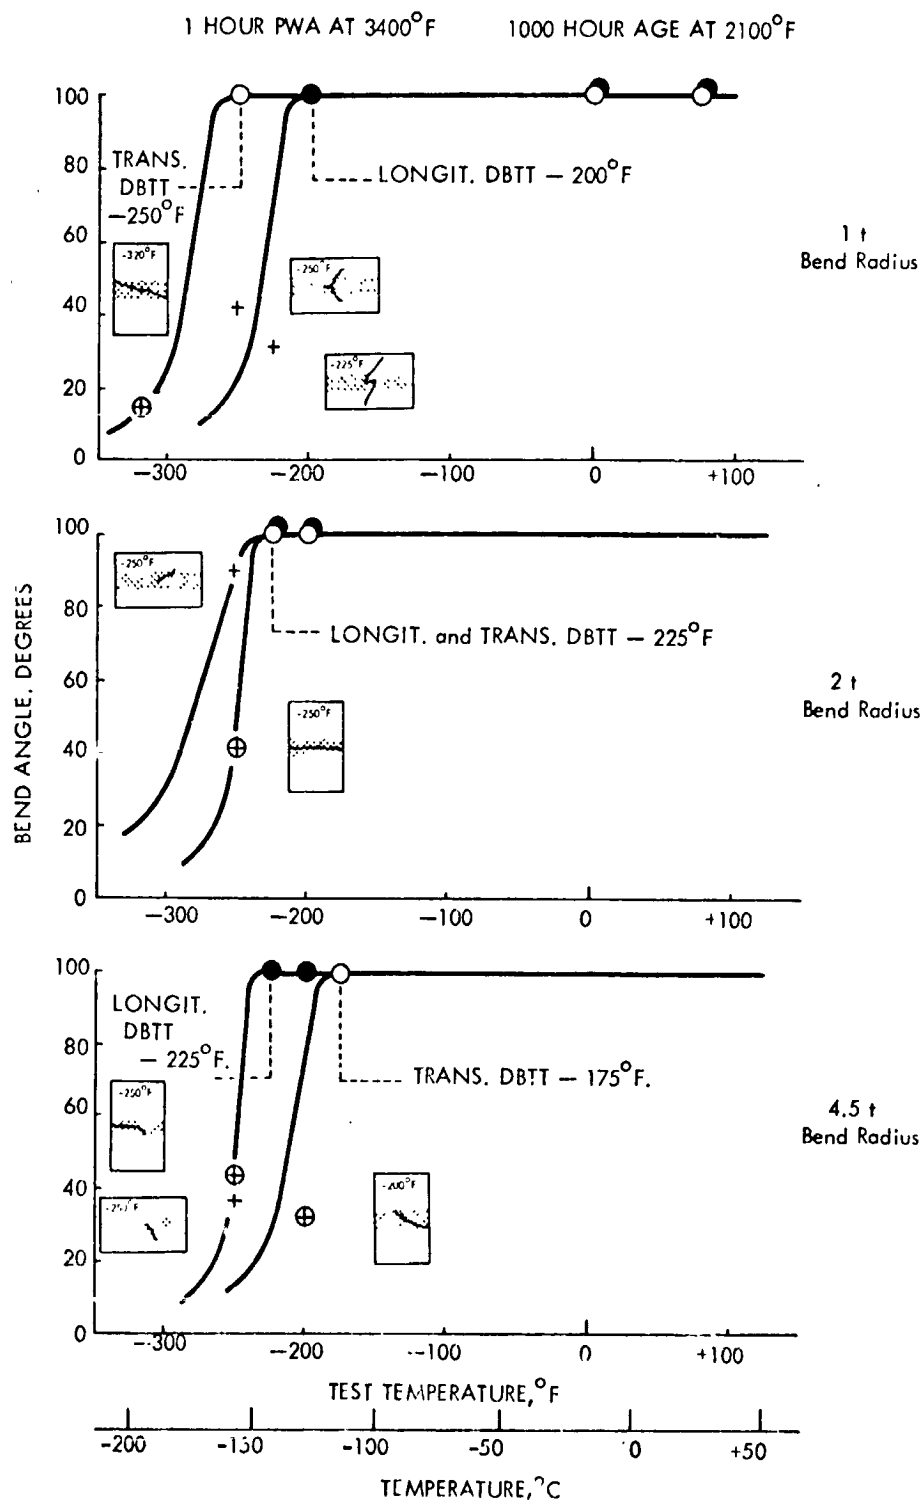 1 HOUR PWA AT 3400°F 1000 HOUR AGE AT 2100°F
100
80
60
40
20
0
TRANS.
DBTT
—250°F
LONGIT. DBTT — 200°F
-320°F
-250°F
-225°F
1 t
Bend Radius
—300 —200 —100 0 +100
BEND ANGLE, DEGREES
100
80
60
40
20
0
-250°F
LONGIT. and TRANS. DBTT — 225°F
-250°F
2 t
Bend Radius
—300 —200 —100 0 +100
100
80
60
40
20
0
LONGIT.
DBTT
— 225°F.
TRANS. DBTT — 175°F.
-250°F
-200°F
4.5 t
Bend Radius
-300 —200 -100 0 +100
TEST TEMPERATURE,°F
-200 -150 -100 -50 0 +50
TEMPERATURE,°C